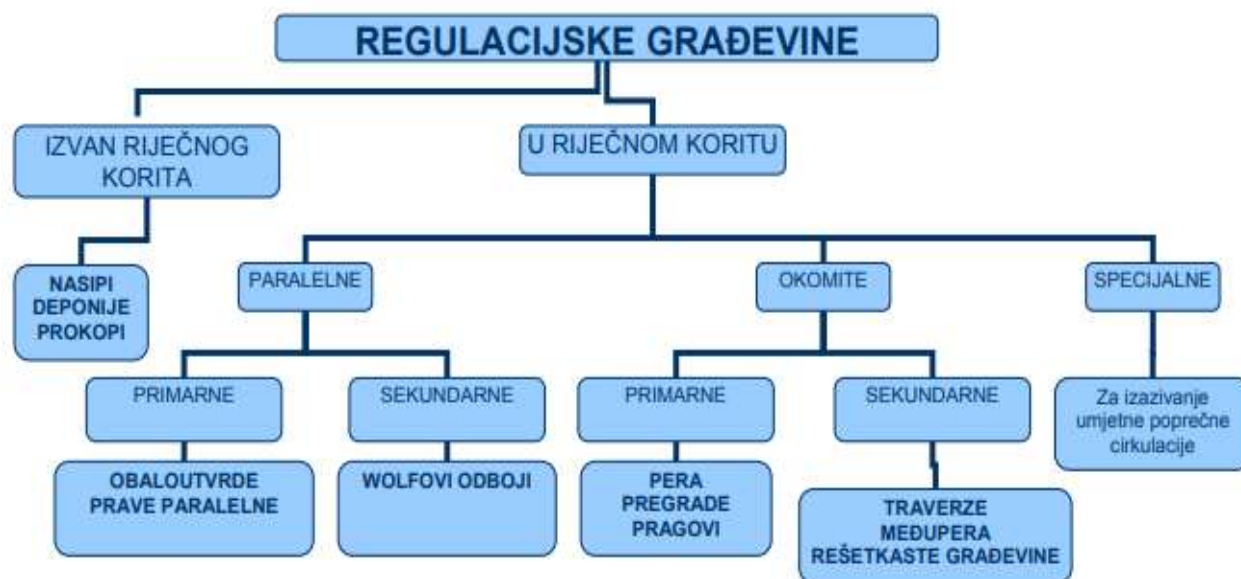 REGULACIJSKE GRAĐEVINE
IZVAN RIJEČNOG
KORITA
U RIJEČNOM KORITU
NASIPI
DEPONIJE
PROKOPI
PARALELNE
OKOMITE
SPECIJALNE
PRIMARNE
SEKUNDARNE
PRIMARNE
SEKUNDARNE
Za izazivanje
umjetne poprečne
cirkulacije
OBALOUTVRDE
PRAVE PARALELNE
WOLFOVI ODBOJI
PERA
PREGRADE
PRAGOVI
TRAVERZE
MEĐUPERA
REŠETKASTE GRAĐEVINE